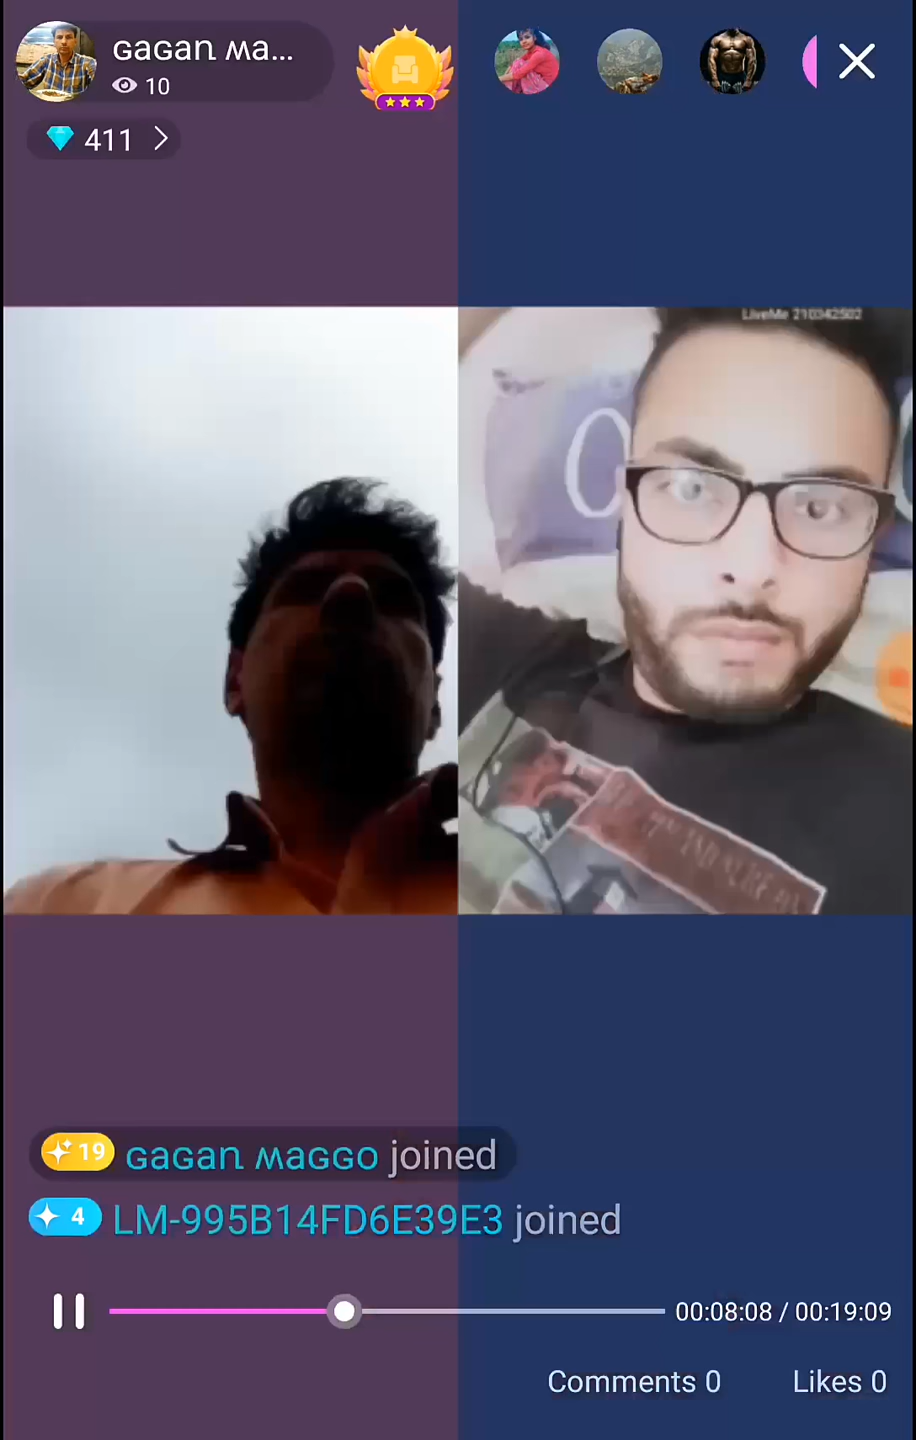 GAGAN MA...
10
411
LiveMe 210342502
19 GAGAN MAGGO joined
4 LM-995B14FD6E39E3 joined
00:08:08 / 00:19:09
Comments 0 Likes 0